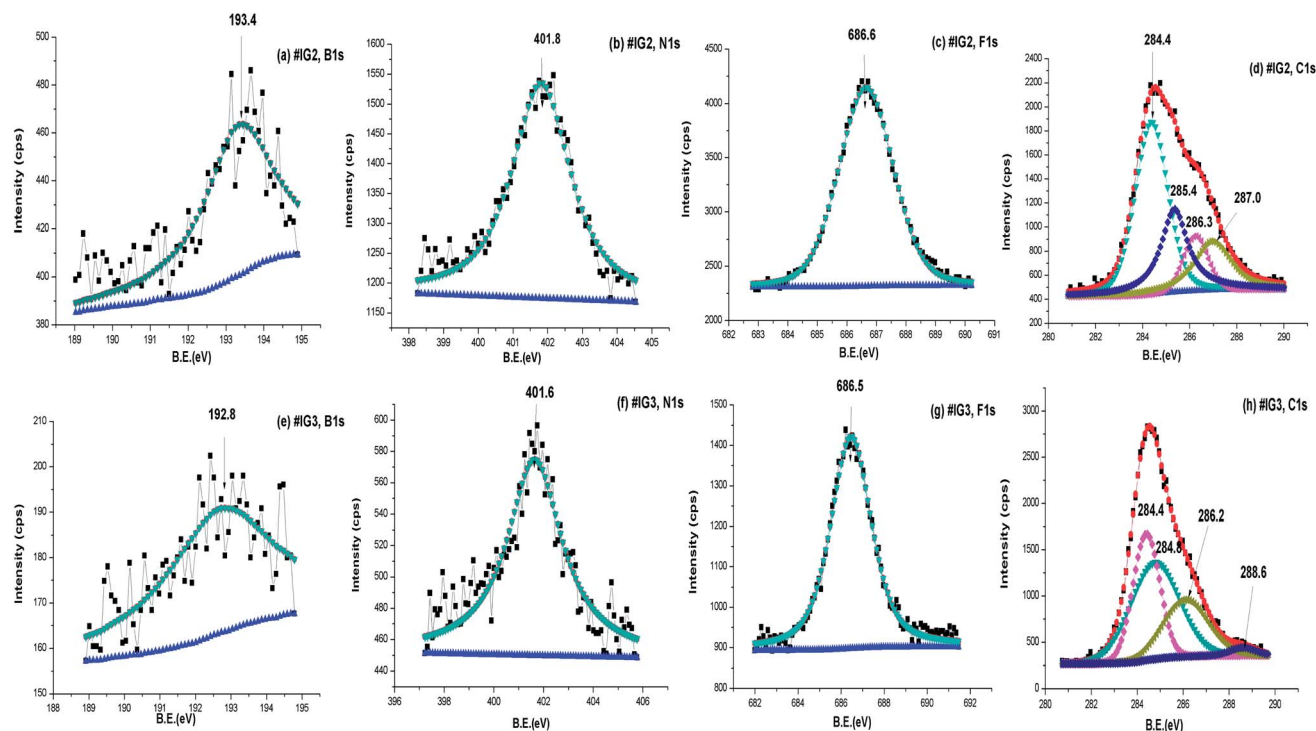 193.4
(a) #IG2, B1s
500
480
460
440
420
400
380
189 190 191 192 193 194 195
Intensity (cps)
B.E.(eV)
401.8
(b) #IG2, N1s
1600
1550
1500
1450
1400
1350
1300
1250
1200
1150
398 399 400 401 402 403 404 405
Intensity (cps)
B.E.(eV)
686.6
(c) #IG2, F1s
4500
4000
3500
3000
2500
2000
682 683 684 685 686 687 688 689 690 691
Intensity (cps)
B.E.(eV)
284.4
(d) #IG2, C1s
285.4
286.3
287.0
2400
2200
2000
1800
1600
1400
1200
1000
800
600
400
200
280 282 284 286 288 290
Intensity (cps)
B.E.(eV)
192.8
(e) #IG3, B1s
210
200
190
180
170
160
150
188 189 190 191 192 193 194 195
Intensity (cps)
B.E.(eV)
401.6
(f) #IG3, N1s
600
580
560
540
520
500
480
460
440
396 398 400 402 404 406
Intensity (cps)
B.E.(eV)
686.5
(g) #IG3, F1s
1500
1400
1300
1200
1100
1000
900
800
682 684 686 688 690 692
Intensity (cps)
B.E.(eV)
(h) #IG3, C1s
284.4
284.8
286.2
288.6
3000
2500
2000
1500
1000
500
0
280 282 284 286 288 290
Intensity (cps)
B.E.(eV)